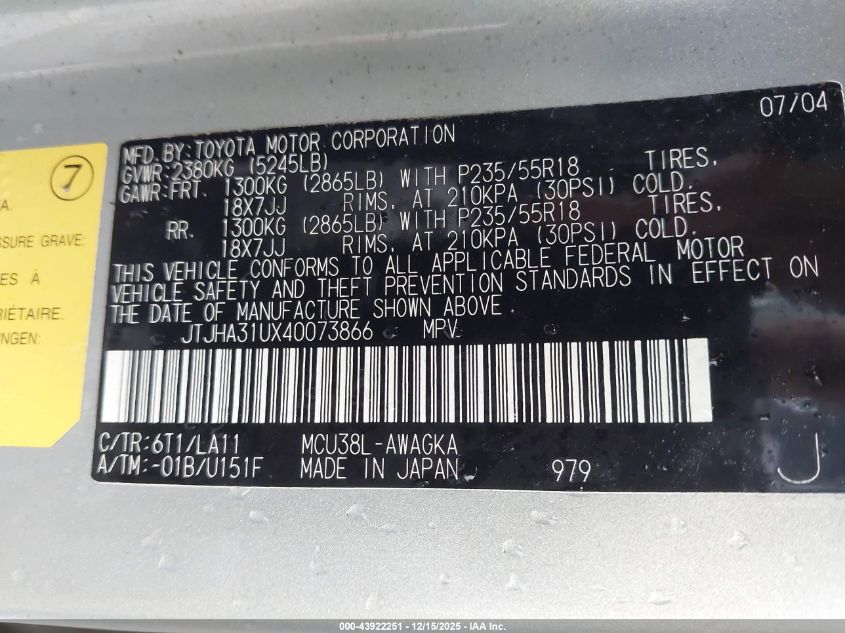 07/04
MFD. BY: TOYOTA MOTOR CORPORATION
GVWR: 2380KG (5245LB)
GAWR: FRT. 1300KG (2865LB) WITH P235/55R18 TIRES,
18X7JJ RIMS, AT 210KPA (30PSI) COLD.
RR. 1300KG (2865LB) WITH P235/55R18 TIRES,
18X7JJ RIMS, AT 210KPA (30PSI) COLD.
THIS VEHICLE CONFORMS TO ALL APPLICABLE FEDERAL MOTOR
VEHICLE SAFETY AND THEFT PREVENTION STANDARDS IN EFFECT ON
THE DATE OF MANUFACTURE SHOWN ABOVE.
JTJHA31UX40073866 MPV
C/TR: 6T1/LA11 MCU38L-AWAGKA
A/TM: -01B/U151F MADE IN JAPAN 979 J
7
A.
SSURE GRAVE:
ES À
RIÉTAIRE.
NGEN:
000-43922251 - 12/15/2025 - IAA Inc.